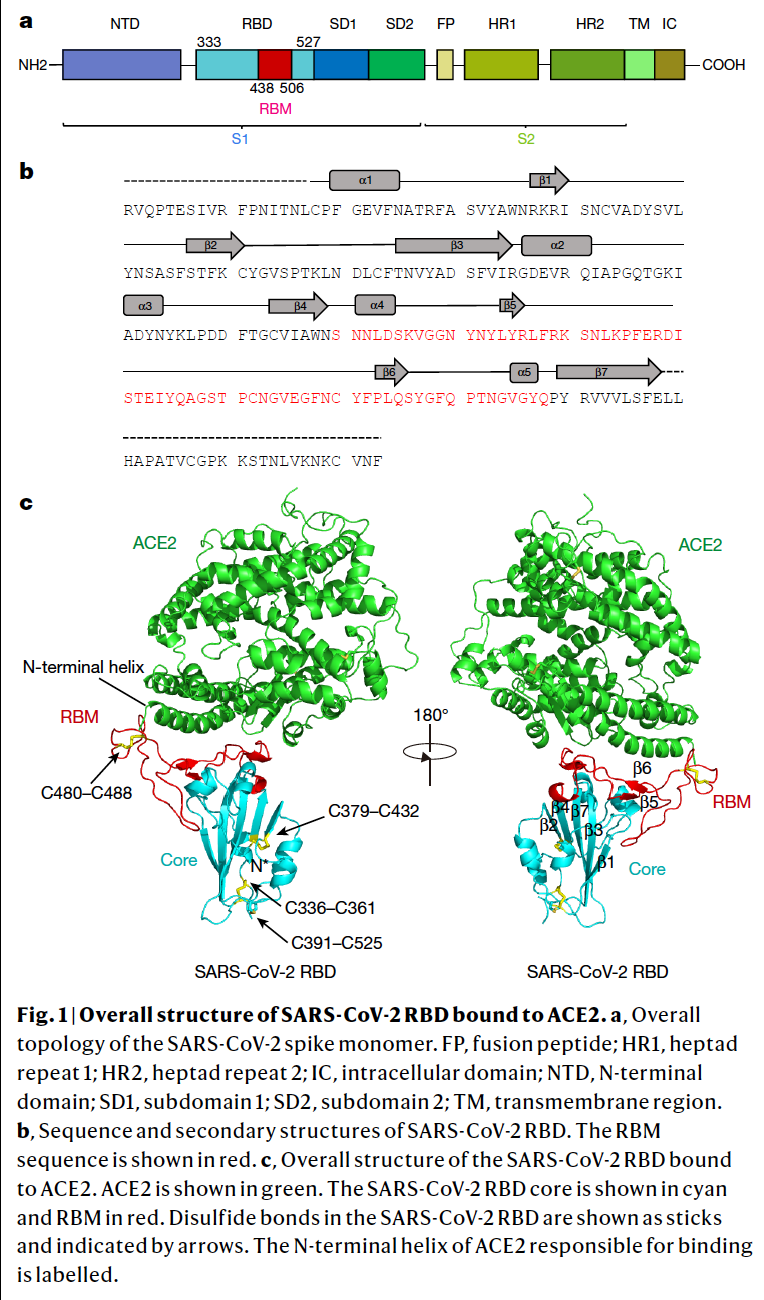 a
NTD RBD SD1 SD2 FP HR1 HR2 TM IC
333 527
NH2 COOH
438 506
RBM
S1 S2
b
α1 β1
RVQPTESIVR FPNITNLCPF GEVFNATRFA SVYAWNRKRI SNCVADYSVL
β2 β3 α2
YNSASFSTFK CYGVSPTKLN DLCFTNVYAD SFVIRGDEVR QIAPGQTGKI
α3 β4 α4 β5
ADYNYKLPDD FTGCVIAWNS NNLDSKVGGN YNYLYRLFRK SNLKPFERDI
β6 α5 β7
STEIYQAGST PCNGVEGFNC YFPLQSYGFQ PTNGVGYQPY RVVVLSFELL
HAPATVCGPK KSTNLVKNKC VNF
c
ACE2
N-terminal helix
RBM
C480–C488
C379–C432
Core
N*
C336–C361
C391–C525
SARS-CoV-2 RBD
180°
ACE2
β6
β5
RBM
β4
β7
β2
β3
β1
Core
SARS-CoV-2 RBD
Fig. 1 | Overall structure of SARS-CoV-2 RBD bound to ACE2. a, Overall
topology of the SARS-CoV-2 spike monomer. FP, fusion peptide; HR1, heptad
repeat 1; HR2, heptad repeat 2; IC, intracellular domain; NTD, N-terminal
domain; SD1, subdomain 1; SD2, subdomain 2; TM, transmembrane region.
b, Sequence and secondary structures of SARS-CoV-2 RBD. The RBM
sequence is shown in red. c, Overall structure of the SARS-CoV-2 RBD bound
to ACE2. ACE2 is shown in green. The SARS-CoV-2 RBD core is shown in cyan
and RBM in red. Disulfide bonds in the SARS-CoV-2 RBD are shown as sticks
and indicated by arrows. The N-terminal helix of ACE2 responsible for binding
is labelled.